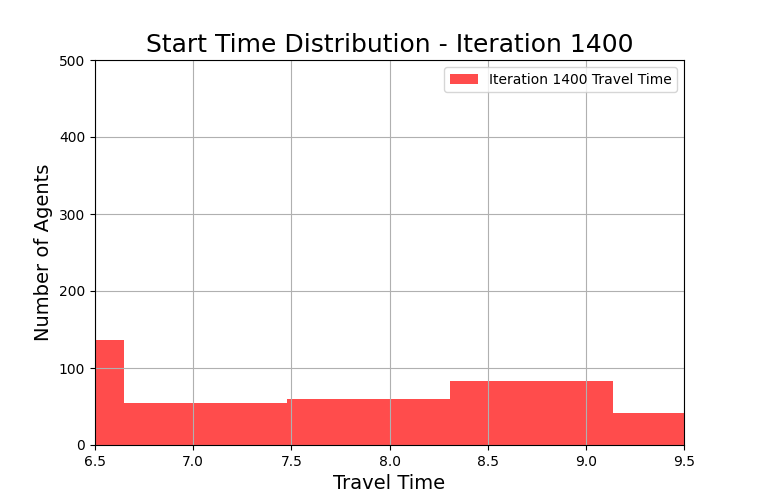 Start Time Distribution - Iteration 1400
500
Iteration 1400 Travel Time
400
300
200
100
0
Number of Agents
6.5 7.0 7.5 8.0 8.5 9.0 9.5
Travel Time